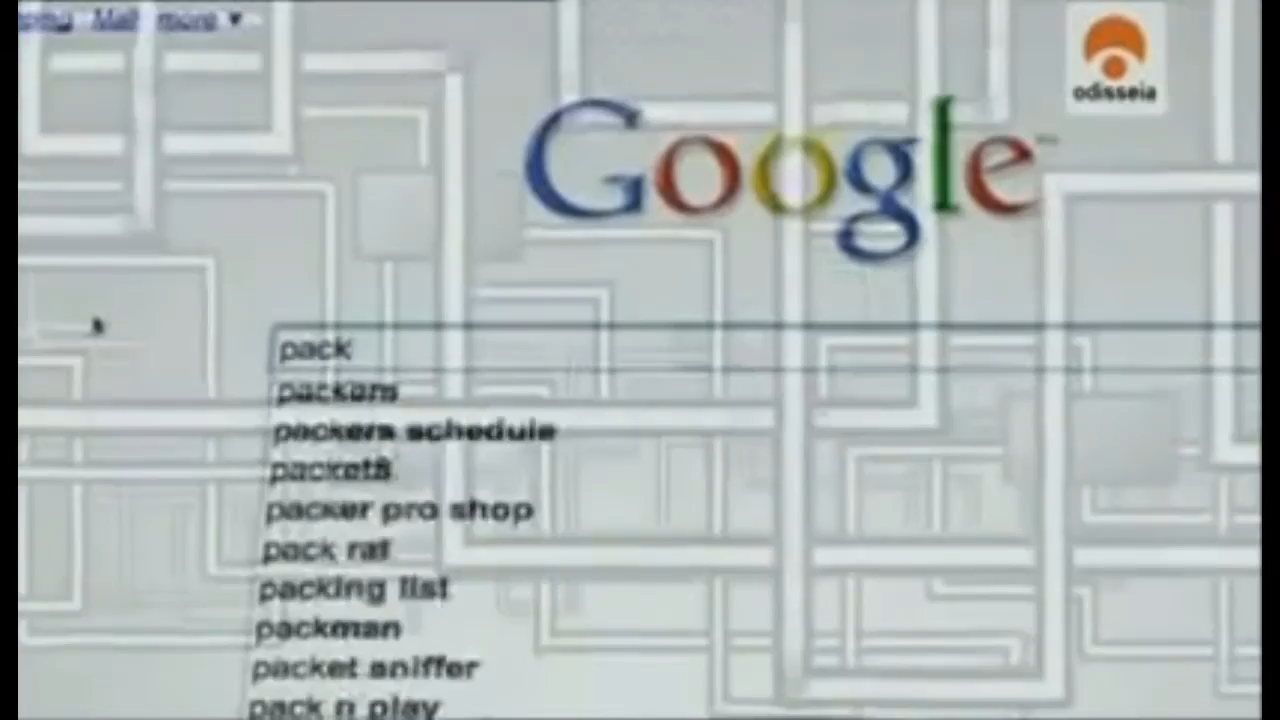 Mail more ▼
odisseia
Google™
pack
packers
packers schedule
packet8
packer pro shop
pack rat
packing list
packman
packet sniffer
pack n play